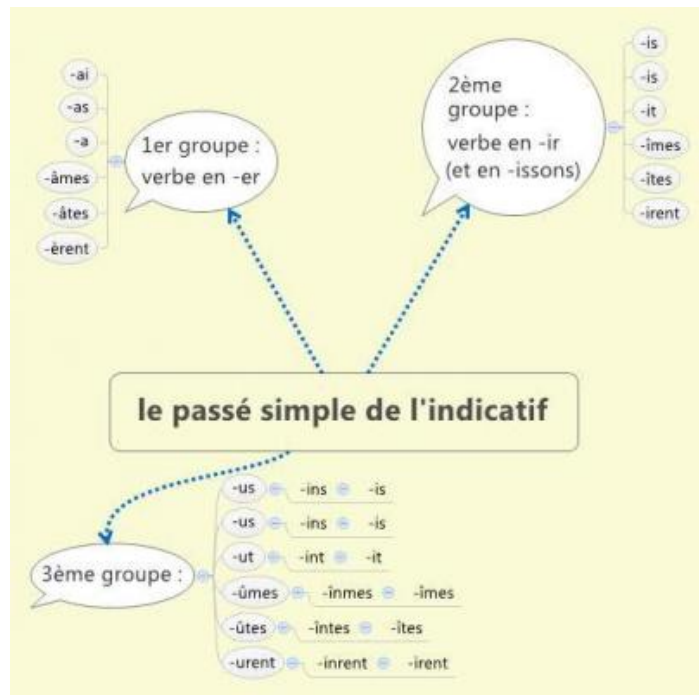 -ai
-as
-a
-âmes
-âtes
-èrent
1er groupe :
verbe en -er
2ème
groupe :
verbe en -ir
(et en -issons)
-is
-is
-it
-îmes
-îtes
-irent
le passé simple de l'indicatif
3ème groupe :
-us -ins -is
-us -ins -is
-ut -int -it
-ûmes -înmes -îmes
-ûtes -întes -îtes
-urent -inrent -irent